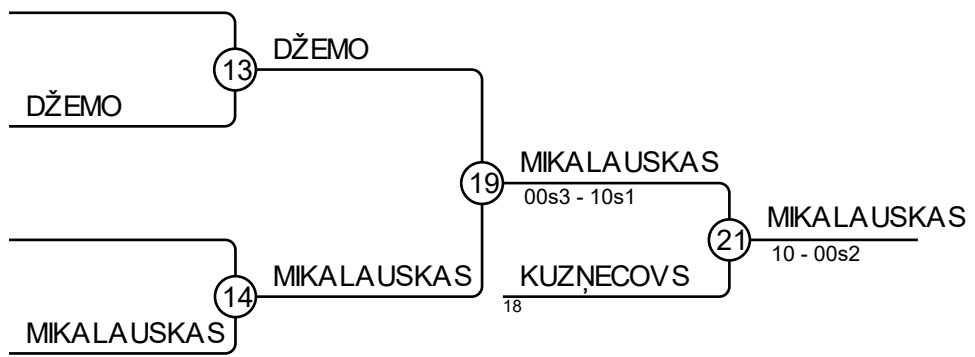 13
DŽEMO
DŽEMO
19
MIKALAUSKAS
00s3 - 10s1
21
MIKALAUSKAS
10 - 00s2
14
MIKALAUSKAS
KUZŅECOVS
18
MIKALAUSKAS